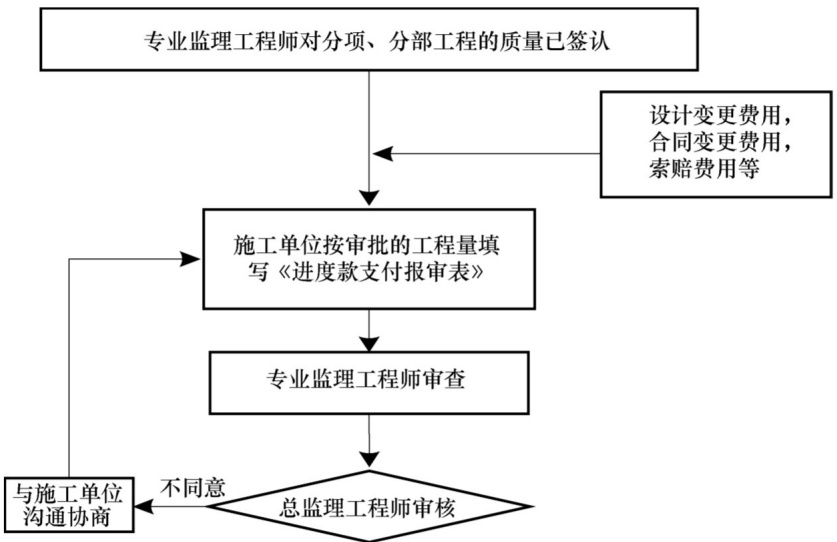 专业监理工程师对分项、分部工程的质量已签认
设计变更费用，
合同变更费用，
索赔费用等
施工单位按审批的工程量填
写《进度款支付报审表》
专业监理工程师审查
总监理工程师审核
不同意
与施工单位
沟通协商